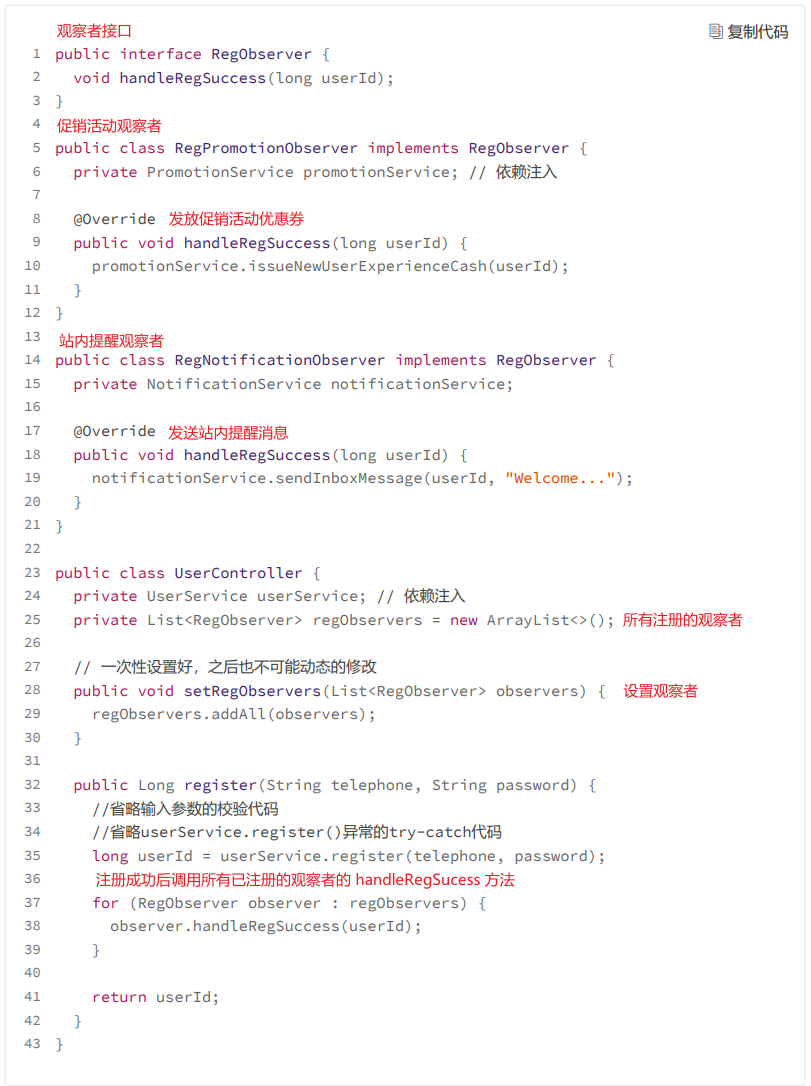 观察者接口
复制代码
1 public interface RegObserver {
2   void handleRegSuccess(long userId);
3 }
4 促销活动观察者
5 public class RegPromotionObserver implements RegObserver {
6   private PromotionService promotionService; // 依赖注入
7
8   @Override 发放促销活动优惠券
9   public void handleRegSuccess(long userId) {
10     promotionService.issueNewUserExperienceCash(userId);
11   }
12 }
13 站内提醒观察者
14 public class RegNotificationObserver implements RegObserver {
15   private NotificationService notificationService;
16
17   @Override 发送站内提醒消息
18   public void handleRegSuccess(long userId) {
19     notificationService.sendInboxMessage(userId, "Welcome...");
20   }
21 }
22
23 public class UserController {
24   private UserService userService; // 依赖注入
25   private List<RegObserver> regObservers = new ArrayList<>(); 所有注册的观察者
26
27   // 一次性设置好，之后也不可能动态的修改
28   public void setRegObservers(List<RegObserver> observers) { 设置观察者
29     regObservers.addAll(observers);
30   }
31
32   public Long register(String telephone, String password) {
33     //省略输入参数的校验代码
34     //省略userService.register()异常的try-catch代码
35     long userId = userService.register(telephone, password);
36     注册成功后调用所有已注册的观察者的 handleRegSucess 方法
37     for (RegObserver observer : regObservers) {
38       observer.handleRegSuccess(userId);
39     }
40
41     return userId;
42   }
43 }